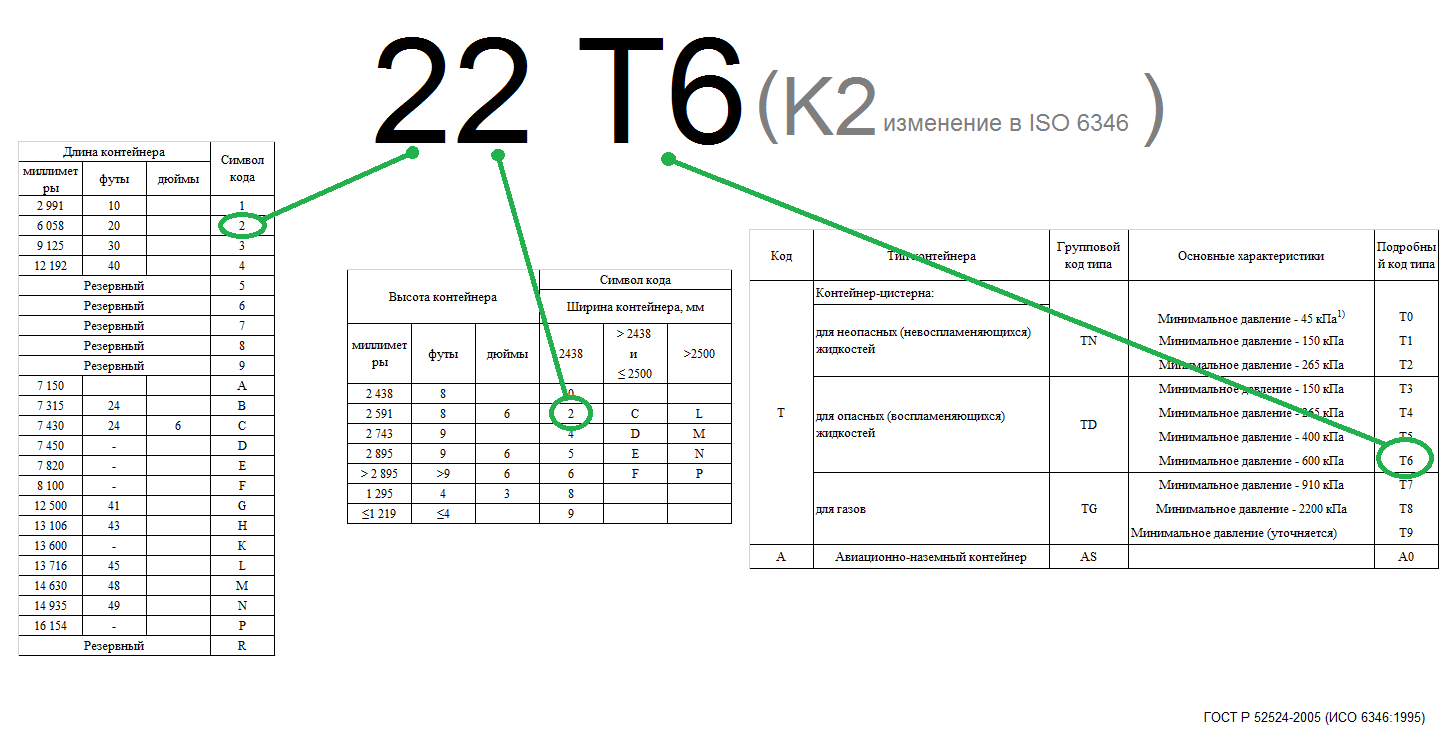 22 T6 (K2 изменение в ISO 6346 )
Длина контейнера Символ кода
миллимет ры футы дюймы
2 991 10 1
6 058 20 2
9 125 30 3
12 192 40 4
Резервный 5
Резервный 6
Резервный 7
Резервный 8
Резервный 9
7 150 A
7 315 24 B
7 430 24 6 C
7 450 - D
7 820 - E
8 100 - F
12 500 41 G
13 106 43 H
13 600 - K
13 716 45 L
14 630 48 M
14 935 49 N
16 154 - P
Резервный R
Высота контейнера Символ кода
Ширина контейнера, мм
миллимет ры футы дюймы 2438 > 2438 и ≤ 2500 >2500
2 438 8 0
2 591 8 6 2 C L
2 743 9 4 D M
2 895 9 6 5 E N
> 2 895 >9 6 6 F P
1 295 4 3 8
≤1 219 ≤4 9
Код Тип контейнера Групповой код типа Основные характеристики Подробны й код типа
Контейнер-цистерна:
T
для неопасных (невоспламеняющихся) жидкостей TN
Минимальное давление - 45 кПа1) T0
Минимальное давление - 150 кПа T1
Минимальное давление - 265 кПа T2
для опасных (воспламеняющихся) жидкостей TD
Минимальное давление - 150 кПа T3
Минимальное давление - 265 кПа T4
Минимальное давление - 400 кПа T5
Минимальное давление - 600 кПа T6
для газов TG
Минимальное давление - 910 кПа T7
Минимальное давление - 2200 кПа T8
Минимальное давление (уточняется) T9
A Авиационно-наземный контейнер AS A0
ГОСТ Р 52524-2005 (ИСО 6346:1995)